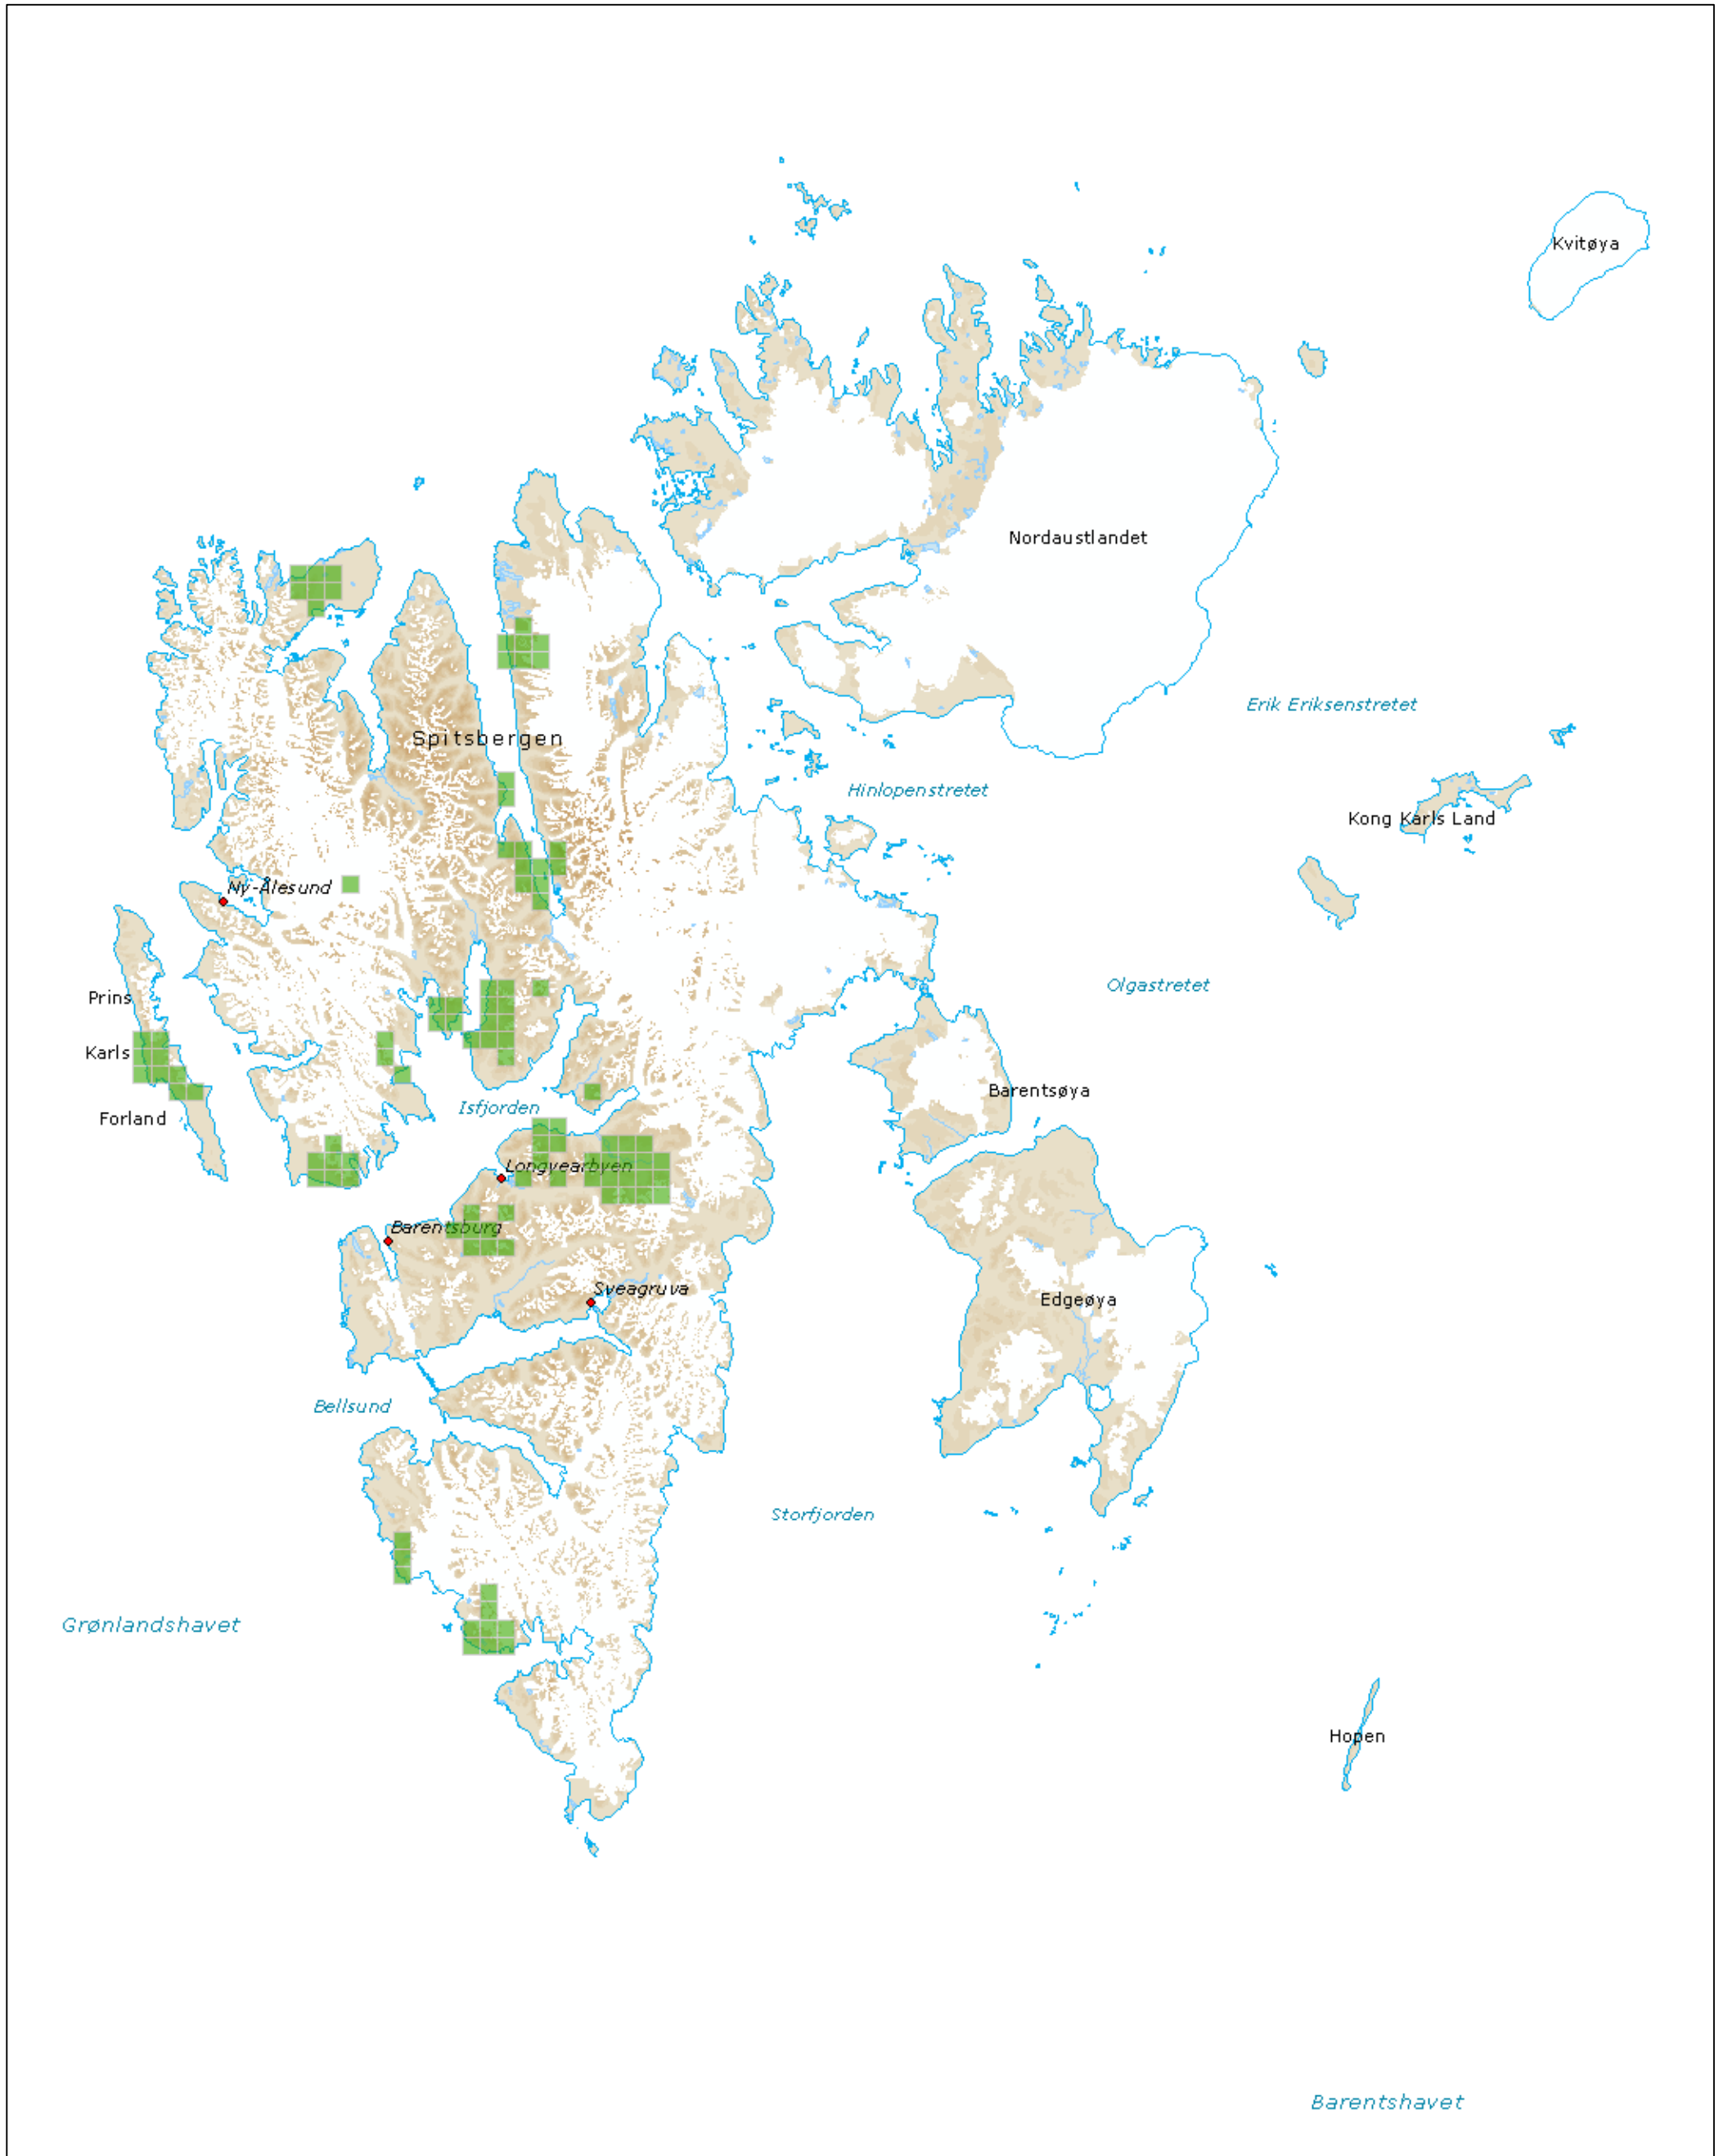 Kvitøya
Nordaustlandet
Erik Eriksenstretet
Spitsbergen
Hinlopenstretet
Kong Karls Land
Ny-Ålesund
Olgastretet
Prins
Karls
Forland
Barentsøya
Isfjorden
Longyearbyen
Barentsburg
Sveagruva
Edgeøya
Bellsund
Storfjorden
Grønlandshavet
Hopen
Barentshavet